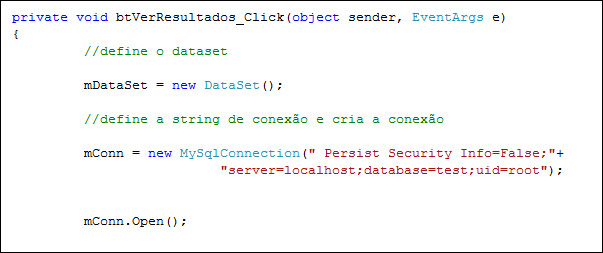 private void btVerResultados_Click(object sender, EventArgs e)
{
//define o dataset
mDataSet = new DataSet();
//define a string de conexão e cria a conexão
mConn = new MySqlConnection(" Persist Security Info=False;"+
"server=localhost;database=test;uid=root");
mConn.Open();